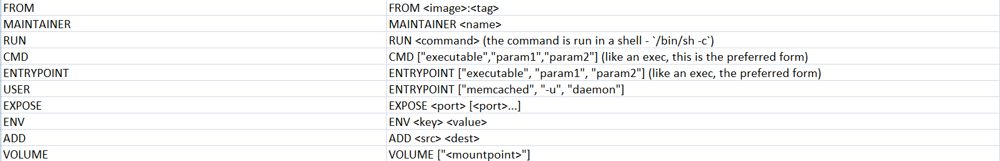 FROM FROM <image>:<tag>
MAINTAINER MAINTAINER <name>
RUN RUN <command> (the command is run in a shell - `/bin/sh -c`)
CMD CMD ["executable","param1","param2"] (like an exec, this is the preferred form)
ENTRYPOINT ENTRYPOINT ["executable", "param1", "param2"] (like an exec, the preferred form)
USER ENTRYPOINT ["memcached", "-u", "daemon"]
EXPOSE EXPOSE <port> [<port>...]
ENV ENV <key> <value>
ADD ADD <src> <dest>
VOLUME VOLUME ["<mountpoint>"]